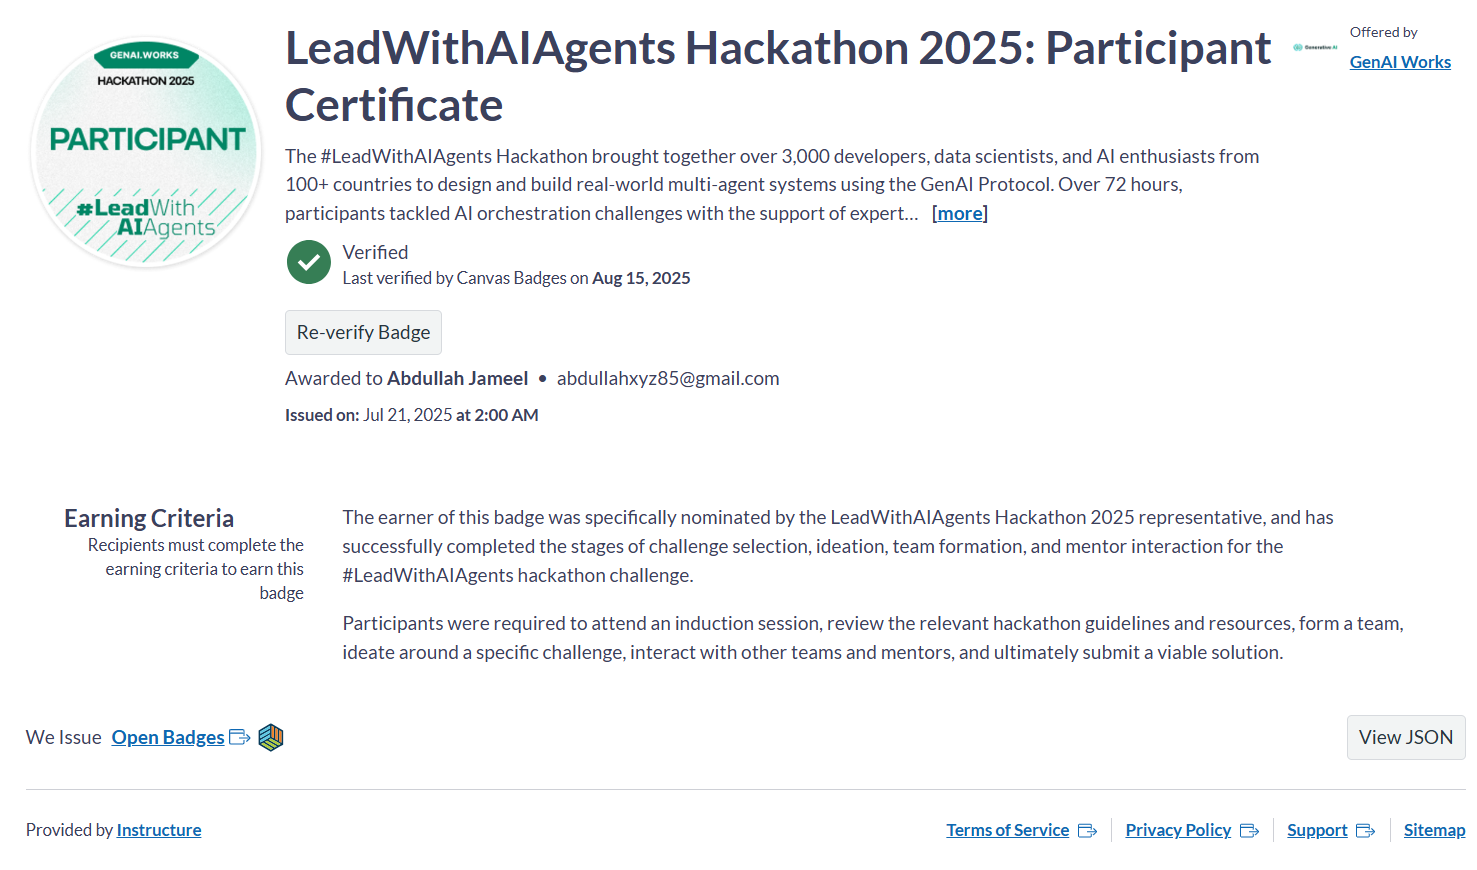 GENAI.WORKS
HACKATHON 2025
PARTICIPANT
#LeadWith
AIAgents
LeadWithAIAgents Hackathon 2025: Participant
Certificate
Generative AI
Offered by
GenAI Works
The #LeadWithAIAgents Hackathon brought together over 3,000 developers, data scientists, and AI enthusiasts from
100+ countries to design and build real-world multi-agent systems using the GenAI Protocol. Over 72 hours,
participants tackled AI orchestration challenges with the support of expert… [more]
Verified
Last verified by Canvas Badges on Aug 15, 2025
Re-verify Badge
Awarded to Abdullah Jameel • abdullahxyz85@gmail.com
Issued on: Jul 21, 2025 at 2:00 AM
Earning Criteria
Recipients must complete the
earning criteria to earn this
badge
The earner of this badge was specifically nominated by the LeadWithAIAgents Hackathon 2025 representative, and has
successfully completed the stages of challenge selection, ideation, team formation, and mentor interaction for the
#LeadWithAIAgents hackathon challenge.
Participants were required to attend an induction session, review the relevant hackathon guidelines and resources, form a team,
ideate around a specific challenge, interact with other teams and mentors, and ultimately submit a viable solution.
We Issue Open Badges
View JSON
Provided by Instructure
Terms of Service
Privacy Policy
Support
Sitemap